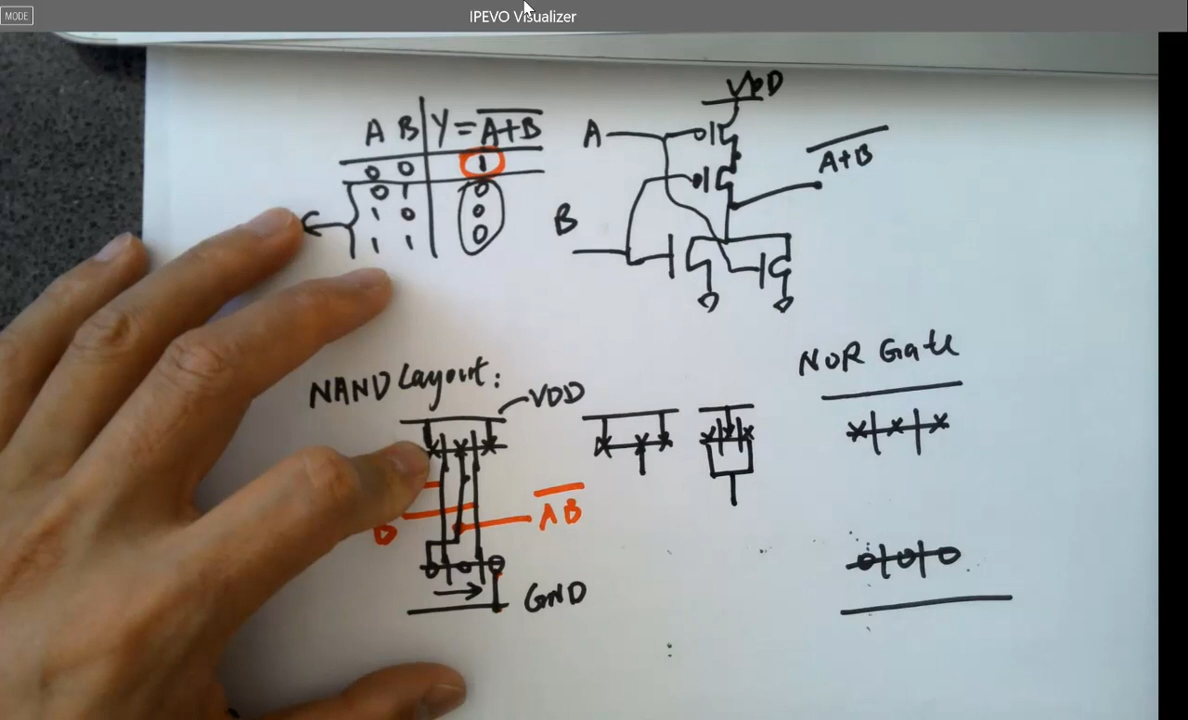 MODE
IPEVO Visualizer
A B Y = A+B
0 0 1
0 1 0
1 0 0
1 1 0
VDD
A
A+B
B
NAND Layout:
VDD
NOR Gate
B
AB
GND